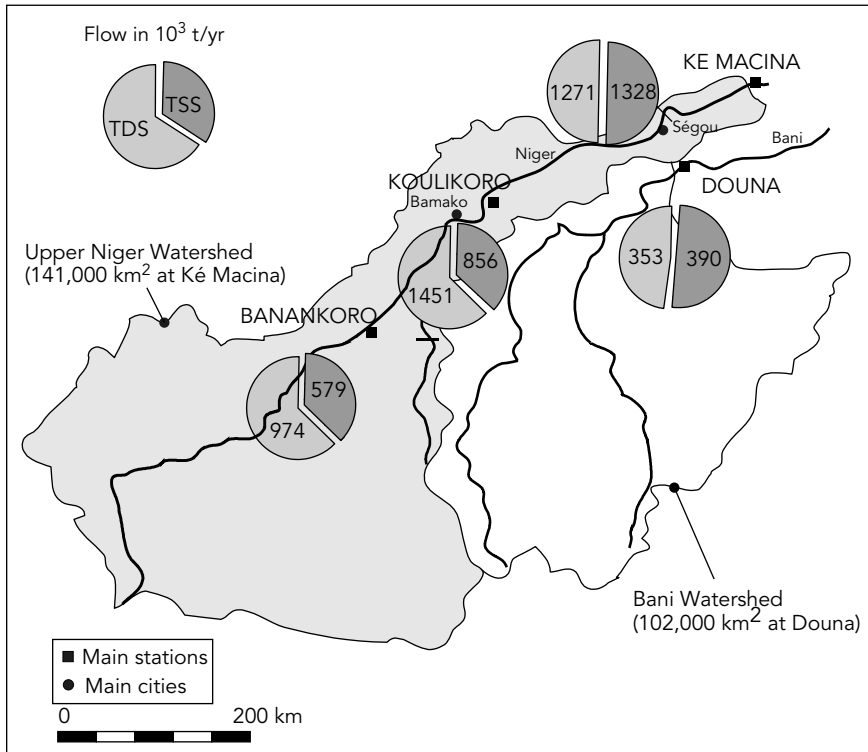 Flow in 10³ t/yr
TSS
TDS
1271
1328
KE MACINA
Ségou
Niger
Bani
KOULIKORO
DOUNA
Bamako
353
390
Upper Niger Watershed
(141,000 km² at Ké Macina)
856
1451
BANANKORO
579
974
Bani Watershed
(102,000 km² at Douna)
Main stations
Main cities
0 200 km